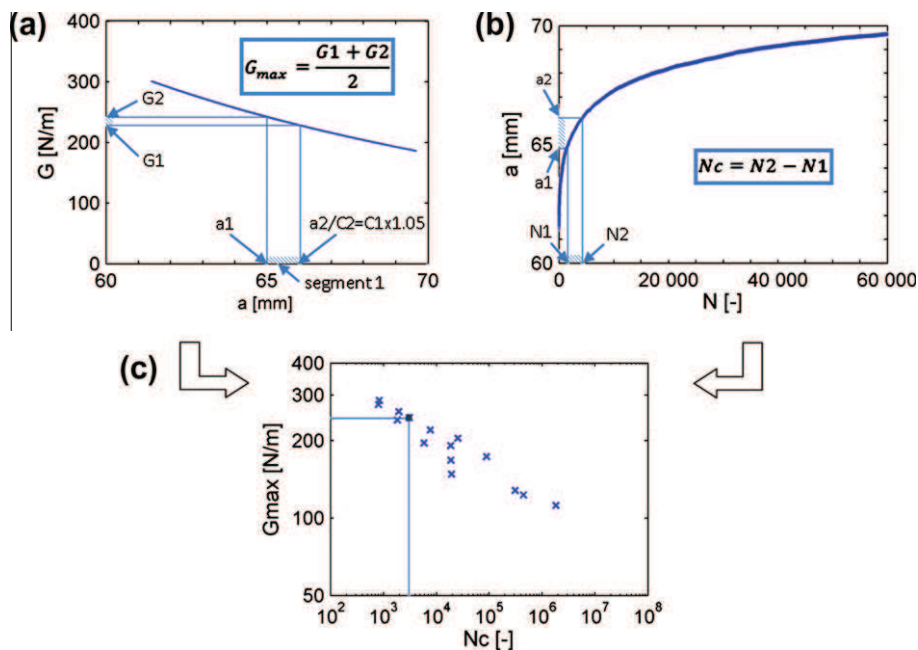 (a)
400
300
200
100
0
G [N/m]
G2
G1
G_max = (G1 + G2) / 2
a1
a2/C2=C1x1.05
segment 1
60
65
70
a [mm]
(b)
70
65
60
a [mm]
a2
a1
N1
N2
Nc = N2 − N1
0
20 000
40 000
60 000
N [-]
(c)
400
300
200
100
50
Gmax [N/m]
10^2
10^3
10^4
10^5
10^6
10^7
10^8
Nc [-]